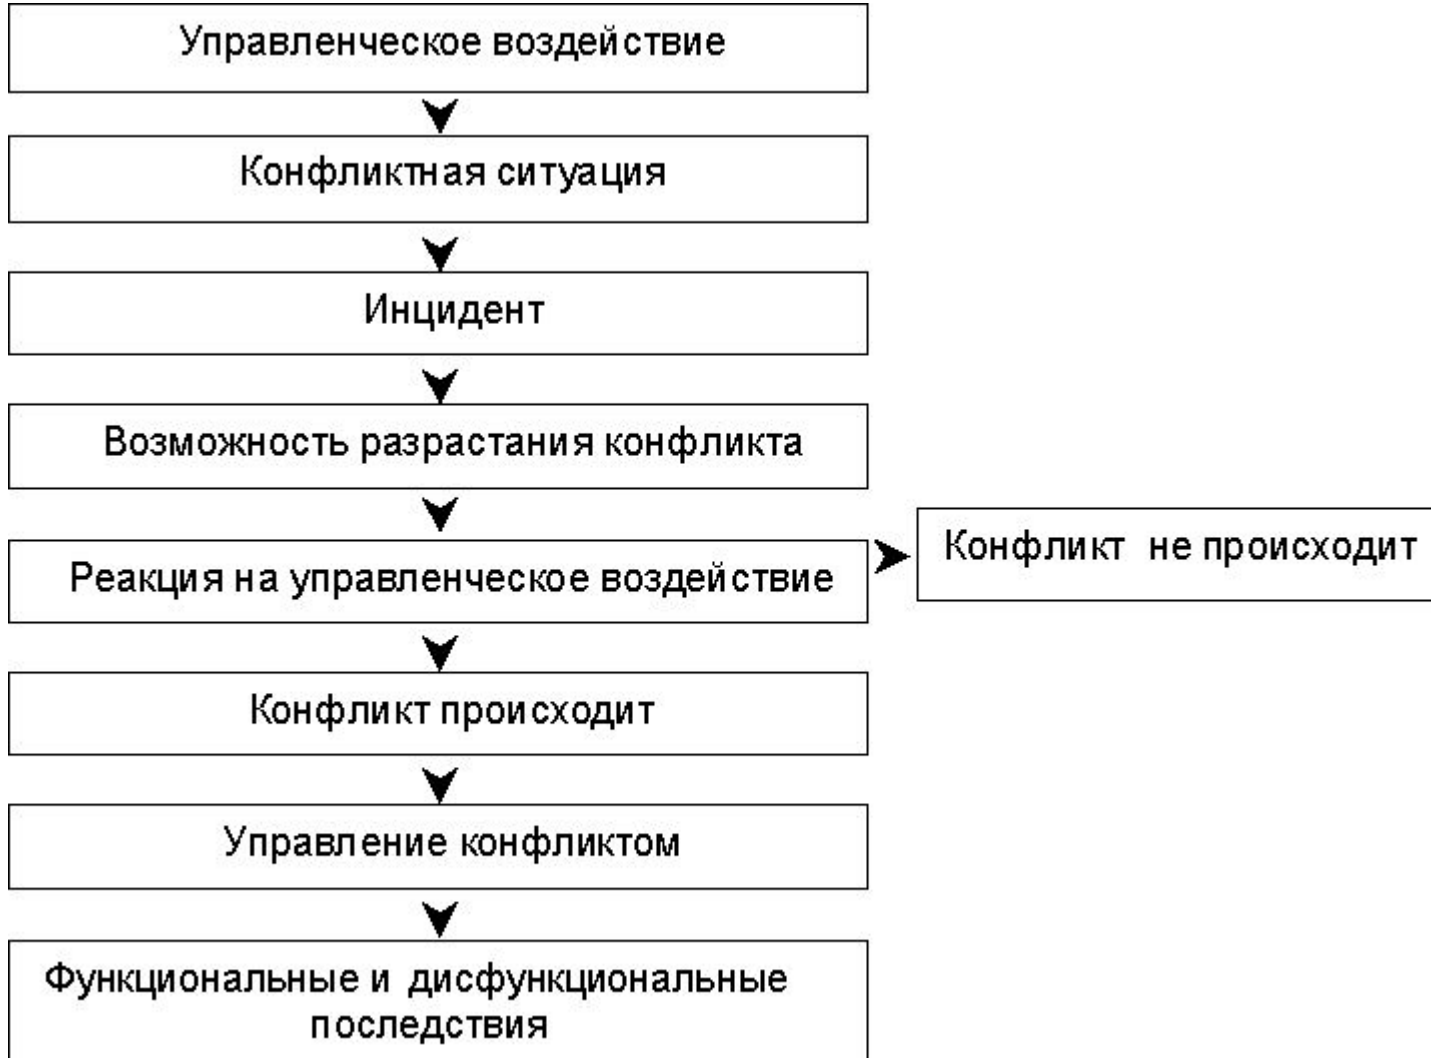 Управленческое воздействие
Конфликтная ситуация
Инцидент
Возможность разрастания конфликта
Реакция на управленческое воздействие
Конфликт не происходит
Конфликт происходит
Управление конфликтом
Функциональные и дисфункциональные
последствия